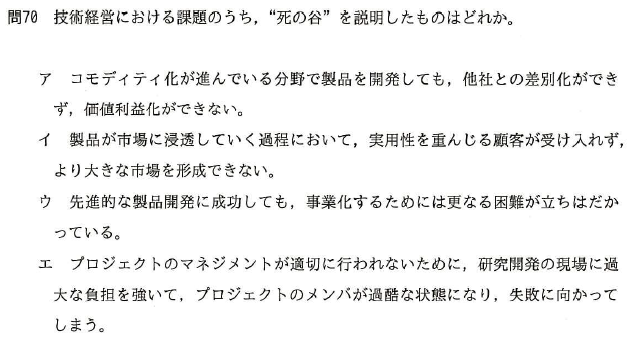 問70 技術経営における課題のうち，“死の谷”を説明したものはどれか。
ア コモディティ化が進んでいる分野で製品を開発しても，他社との差別化ができ
ず，価値利益化ができない。
イ 製品が市場に浸透していく過程において，実用性を重んじる顧客が受け入れず，
より大きな市場を形成できない。
ウ 先進的な製品開発に成功しても，事業化するためには更なる困難が立ちはだか
っている。
エ プロジェクトのマネジメントが適切に行われないために，研究開発の現場に過
大な負担を強いて，プロジェクトのメンバが過酷な状態になり，失敗に向かって
しまう。